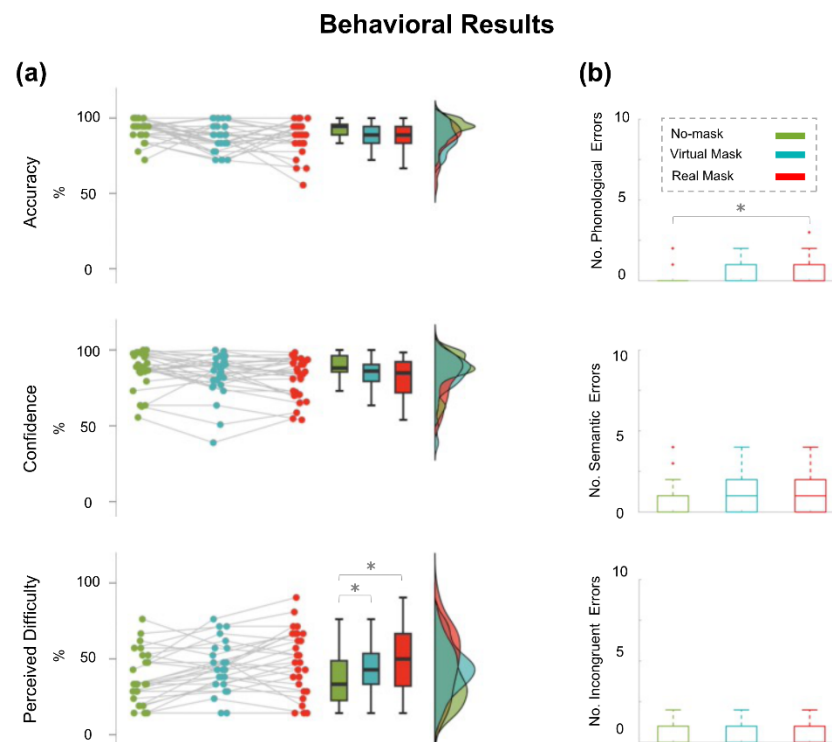 Behavioral Results
(a)
100
50
0
Accuracy
%
100
50
0
Confidence
%
100
50
0
Perceived Difficulty
%
*
*
(b)
10
5
0
No. Phonological Errors
No-mask
Virtual Mask
Real Mask
*
10
5
0
No. Semantic Errors
10
5
0
No. Incongruent Errors